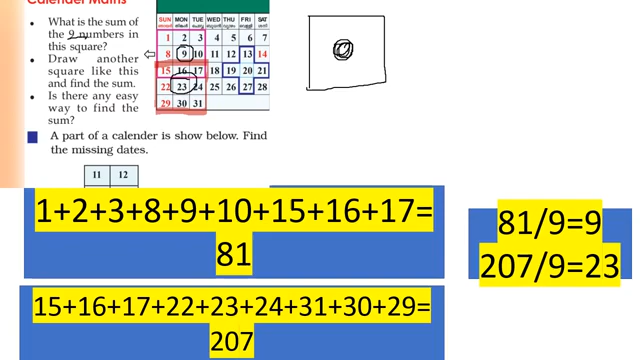 Calender Maths
What is the sum of
the 9 numbers in
this square?
Draw another
square like this
and find the sum.
Is there any easy
way to find the
sum?
A part of a calender is show below. Find
the missing dates.
11 12
SUN MON TUE WED THU FRI SAT
1 2 3 4 5 6 7
8 9 10 11 12 13 14
15 16 17 18 19 20 21
22 23 24 25 26 27 28
29 30 31
1+2+3+8+9+10+15+16+17=
81
15+16+17+22+23+24+31+30+29=
207
81/9=9
207/9=23